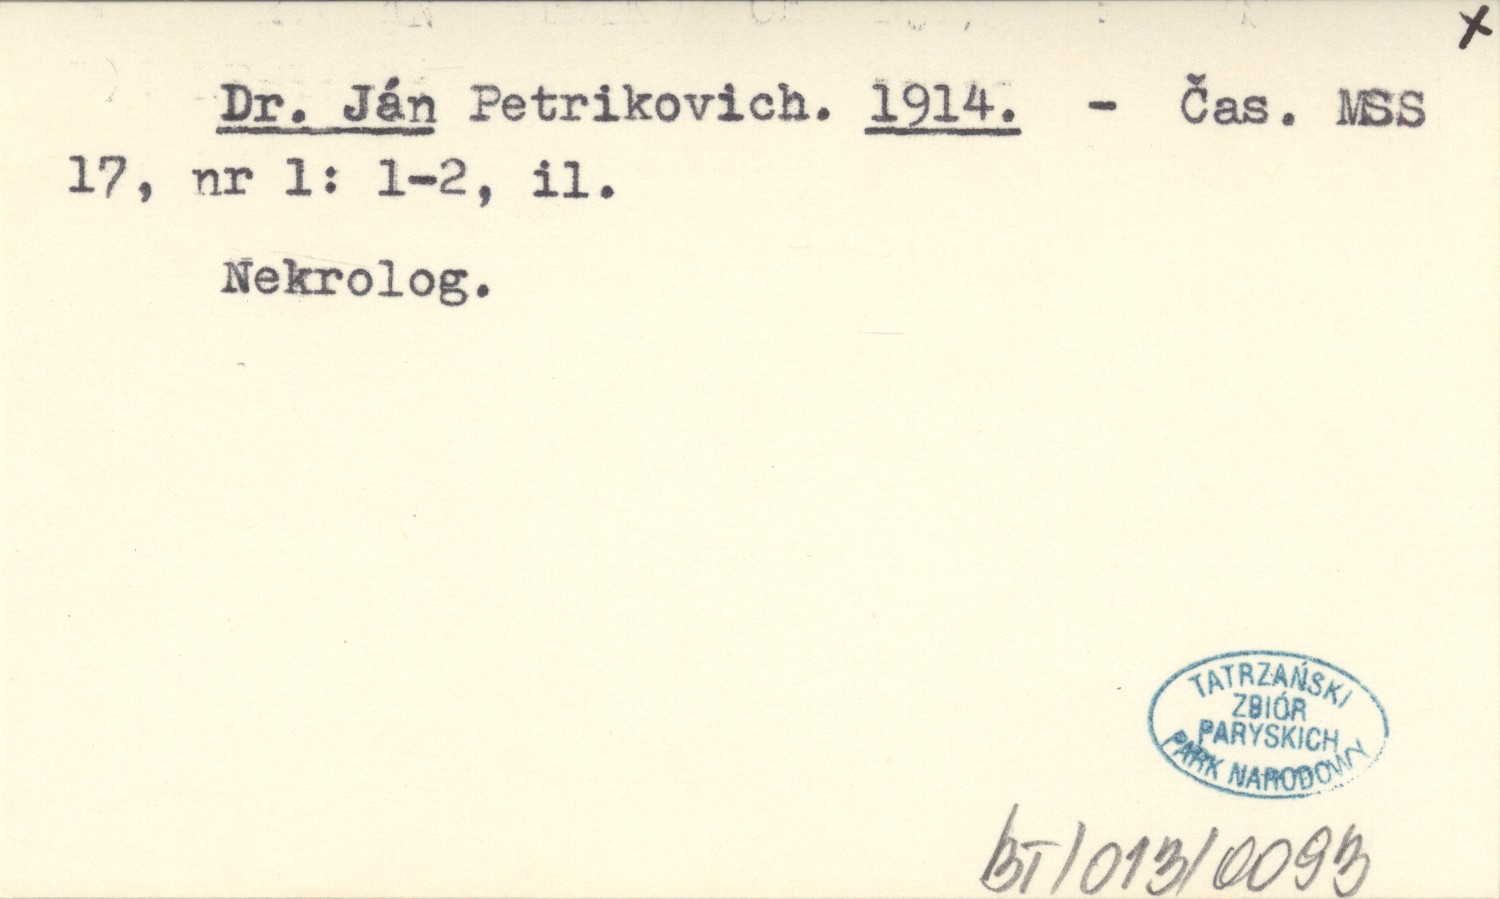 x
Dr. Ján Petrikovich. 1914. - Čas. MSS
17, nr 1: 1-2, il.
Nekrolog.
TATRZAŃSKI
ZBIÓR
PARYSKICH
PARK NARODOWY
BT/013/0093